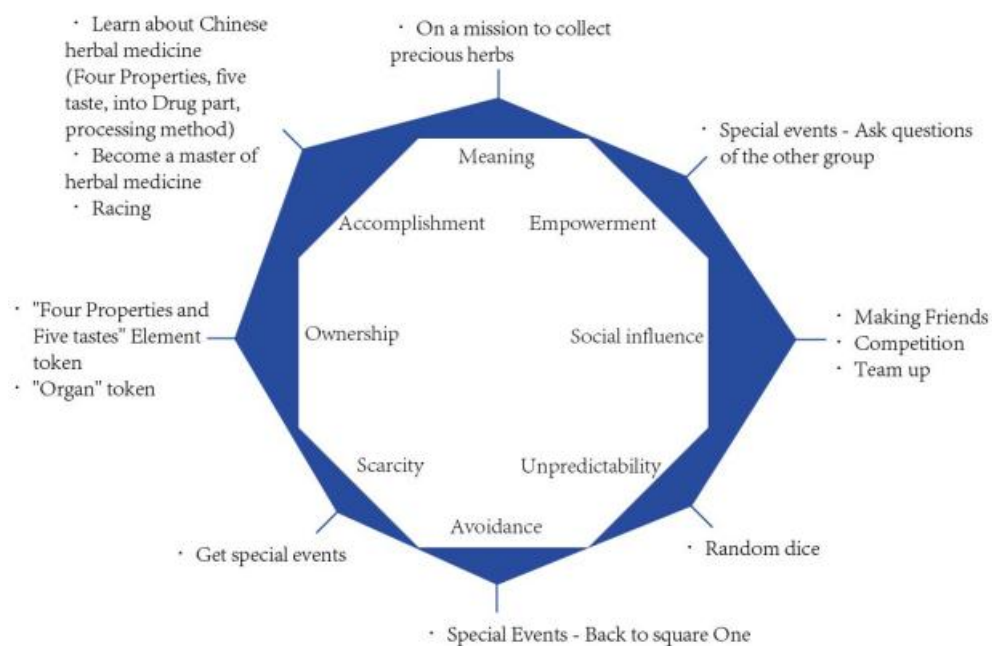 · Learn about Chinese
herbal medicine
(Four Properties, five
taste, into Drug part,
processing method)
· Become a master of
herbal medicine
· Racing
· On a mission to collect
precious herbs
· Special events - Ask questions
of the other group
Meaning
Accomplishment
Empowerment
· "Four Properties and
Five tastes" Element
token
· "Organ" token
Ownership
Social influence
· Making Friends
· Competition
· Team up
Scarcity
Unpredictability
Avoidance
· Get special events
· Random dice
· Special Events - Back to square One